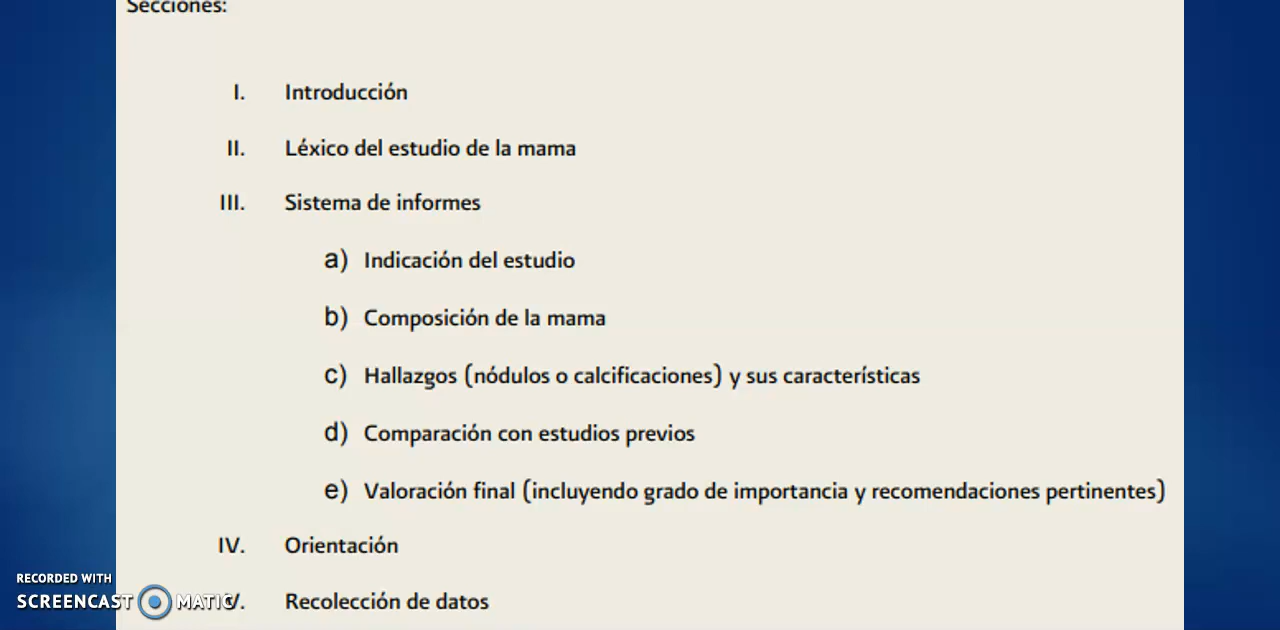 Secciones:
I. Introducción
II. Léxico del estudio de la mama
III. Sistema de informes
a) Indicación del estudio
b) Composición de la mama
c) Hallazgos (nódulos o calcificaciones) y sus características
d) Comparación con estudios previos
e) Valoración final (incluyendo grado de importancia y recomendaciones pertinentes)
IV. Orientación
V. Recolección de datos
RECORDED WITH
SCREENCAST MATIC